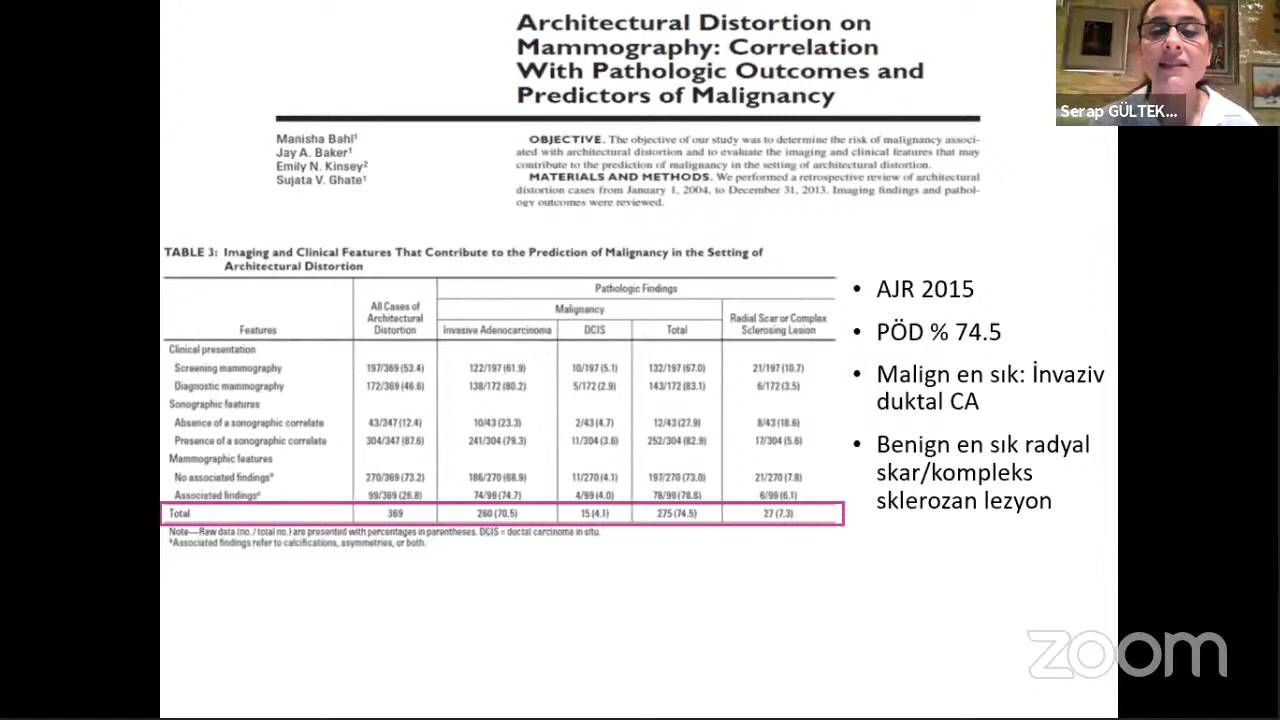 Architectural Distortion on
Mammography: Correlation
With Pathologic Outcomes and
Predictors of Malignancy
Serap GÜLTEK...
Manisha Bahl¹
Jay A. Baker¹
Emily N. Kinsey²
Sujata V. Ghate¹
OBJECTIVE. The objective of our study was to determine the risk of malignancy associ-
ated with architectural distortion and to evaluate the imaging and clinical features that may
contribute to the prediction of malignancy in the setting of architectural distortion.
MATERIALS AND METHODS. We performed a retrospective review of architectural
distortion cases from January 1, 2004, to December 31, 2013. Imaging findings and pathol-
ogy outcomes were reviewed.
TABLE 3: Imaging and Clinical Features That Contribute to the Prediction of Malignancy in the Setting of
Architectural Distortion
Features
All Cases of
Architectural
Distortion
Pathologic Findings
Malignancy
Invasive Adenocarcinoma DCIS Total
Radial Scar or Complex
Sclerosing Lesion
Clinical presentation
Screening mammography 197/369 (53.4) 122/197 (61.9) 10/197 (5.1) 132/197 (67.0) 21/197 (10.7)
Diagnostic mammography 172/369 (46.6) 138/172 (80.2) 5/172 (2.9) 143/172 (83.1) 6/172 (3.5)
Sonographic features
Absence of a sonographic correlate 43/347 (12.4) 10/43 (23.3) 2/43 (4.7) 12/43 (27.9) 8/43 (18.6)
Presence of a sonographic correlate 304/347 (87.6) 241/304 (79.3) 11/304 (3.6) 252/304 (82.9) 17/304 (5.6)
Mammographic features
No associated findingsª 270/369 (73.2) 186/270 (68.9) 11/270 (4.1) 197/270 (73.0) 21/270 (7.8)
Associated findingsª 99/369 (26.8) 74/99 (74.7) 4/99 (4.0) 78/99 (78.8) 6/99 (6.1)
Total 369 260 (70.5) 15 (4.1) 275 (74.5) 27 (7.3)
Note—Raw data (no. / total no.) are presented with percentages in parentheses. DCIS = ductal carcinoma in situ.
ªAssociated findings refer to calcifications, asymmetries, or both.
• AJR 2015
• PÖD % 74.5
• Malign en sık: İnvaziv
duktal CA
• Benign en sık radyal
skar/kompleks
sklerozan lezyon
zoom